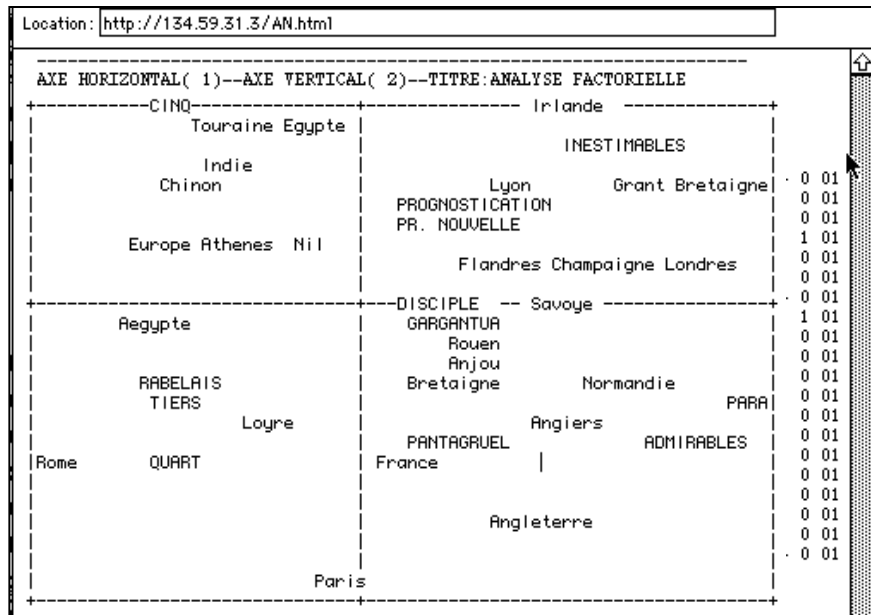 Location: http://134.59.31.3/AN.html
AXE HORIZONTAL( 1)--AXE VERTICAL( 2)--TITRE:ANALYSE FACTORIELLE
CINQ Irlande
Touraine Egypte
INESTIMABLES
Indie
Chinon Lyon Grant Bretaigne 0 01
PROGNOSTICATION 0 01
PR. NOUVELLE 0 01
Europe Athenes Nil 1 01
Flandres Champaigne Londres 0 01
0 01
DISCIPLE -- Savoye 0 01
Aegypte GARGANTUA 1 01
Rouen 0 01
Anjou 0 01
RABELAIS Bretaigne Normandie 0 01
TIERS PARA 0 01
Loyre Angiers 0 01
PANTAGRUEL ADMIRABLES 0 01
Rome QUART France 0 01
0 01
0 01
Angleterre 0 01
0 01
Paris